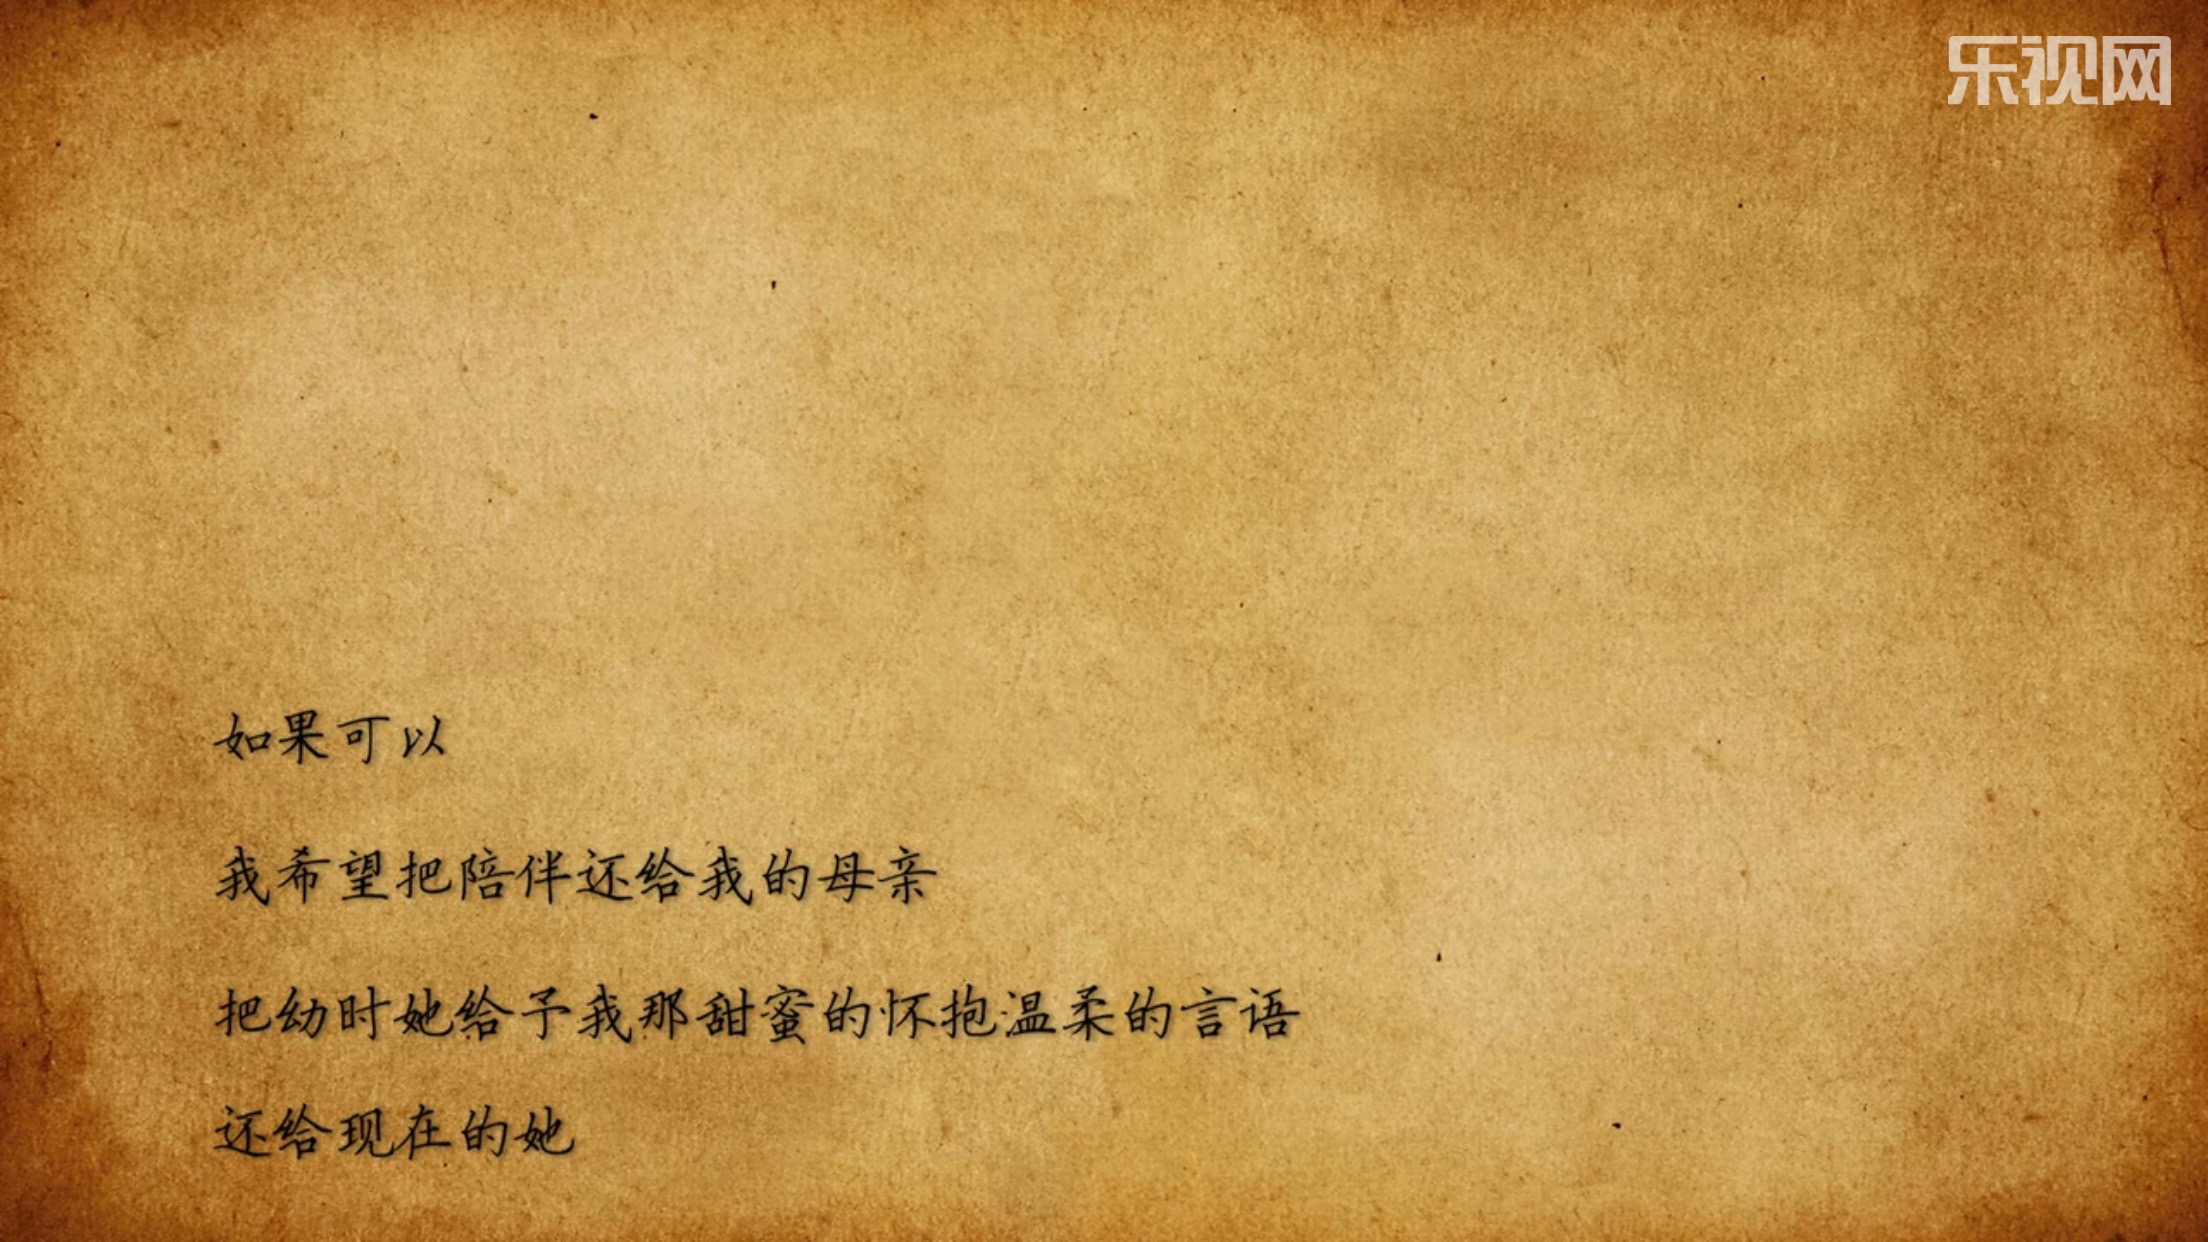 乐视网
如果可以
我希望把陪伴还给我的母亲
把幼时她给予我那甜蜜的怀抱温柔的言语
还给现在的她